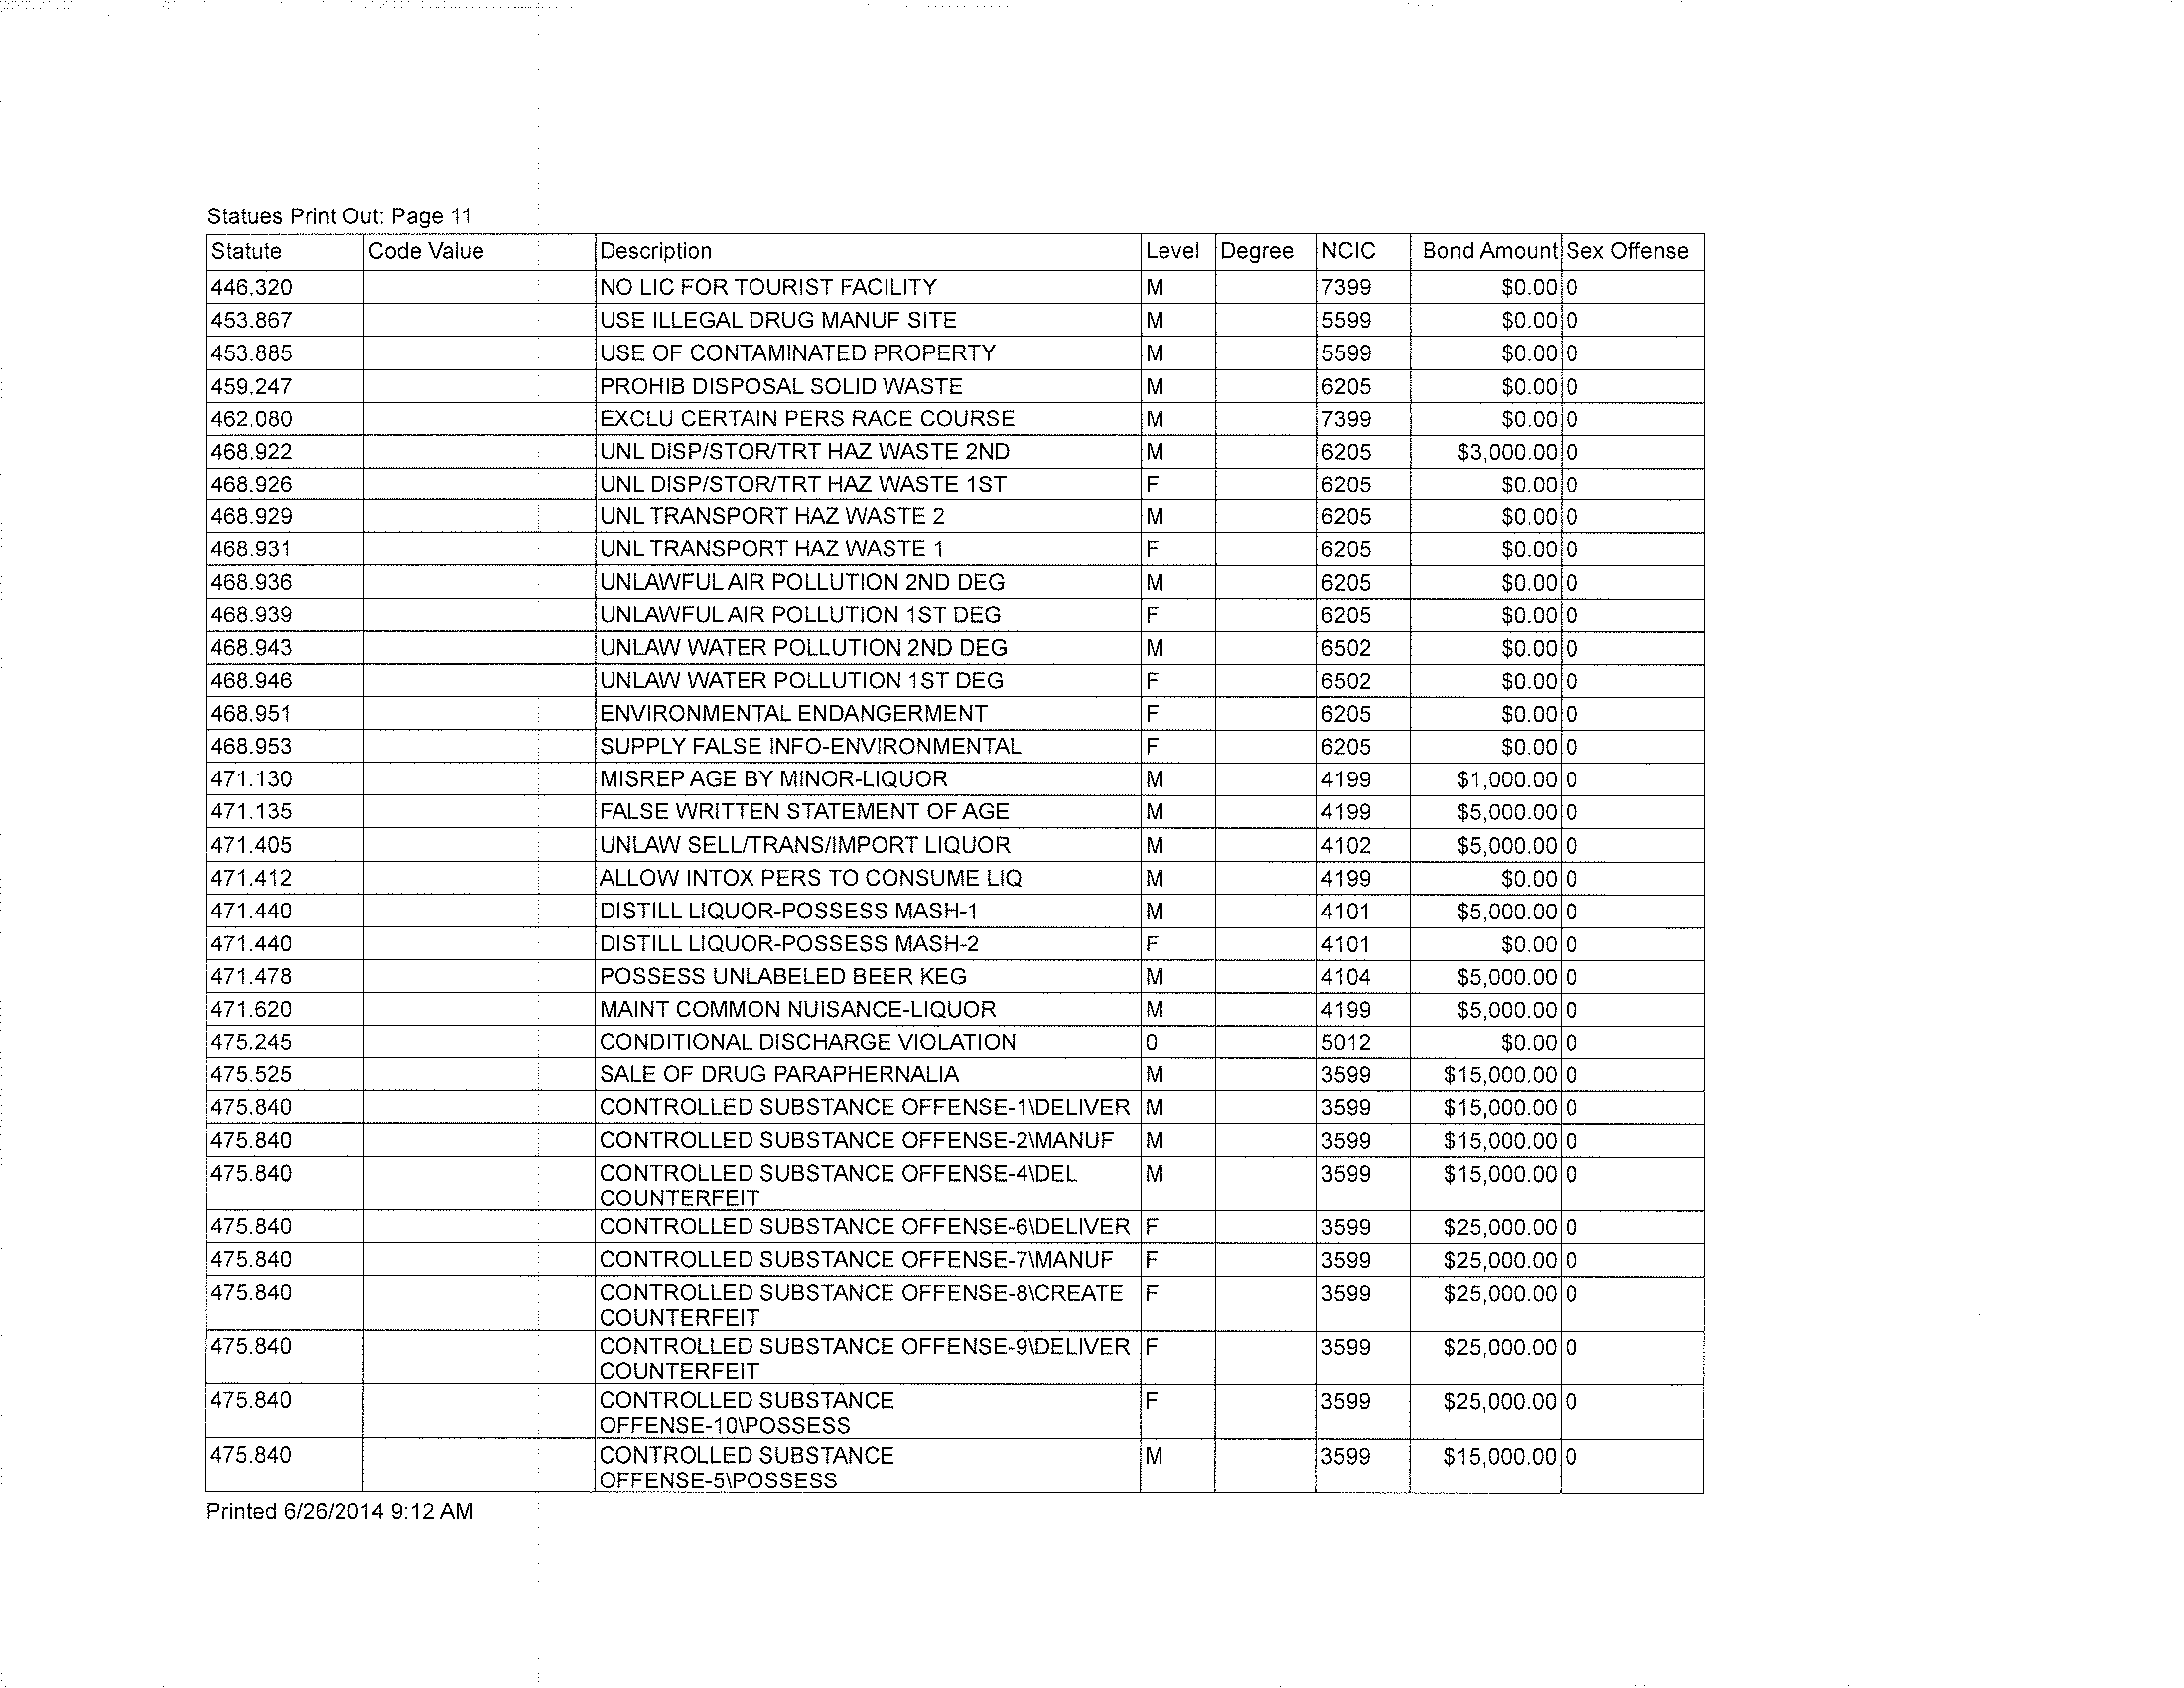 Statues Print Out: Page 11
Statute Code Value Description Level Degree NCIC Bond Amount Sex Offense
446.320 NO LIC FOR TOURIST FACILITY M 7399 $0.00 0
453.867 USE ILLEGAL DRUG MANUF SITE M 5599 $0.00 0
453.885 USE OF CONTAMINATED PROPERTY M 5599 $0.00 0
459.247 PROHIB DISPOSAL SOLID WASTE M 6205 $0.00 0
462.080 EXCLU CERTAIN PERS RACE COURSE M 7399 $0.00 0
468.922 UNL DISP/STOR/TRT HAZ WASTE 2ND M 6205 $3,000.00 0
468.926 UNL DISP/STOR/TRT HAZ WASTE 1ST F 6205 $0.00 0
468.929 UNL TRANSPORT HAZ WASTE 2 M 6205 $0.00 0
468.931 UNL TRANSPORT HAZ WASTE 1 F 6205 $0.00 0
468.936 UNLAWFUL AIR POLLUTION 2ND DEG M 6205 $0.00 0
468.939 UNLAWFUL AIR POLLUTION 1ST DEG F 6205 $0.00 0
468.943 UNLAW WATER POLLUTION 2ND DEG M 6502 $0.00 0
468.946 UNLAW WATER POLLUTION 1ST DEG F 6502 $0.00 0
468.951 ENVIRONMENTAL ENDANGERMENT F 6205 $0.00 0
468.953 SUPPLY FALSE INFO-ENVIRONMENTAL F 6205 $0.00 0
471.130 MISREP AGE BY MINOR-LIQUOR M 4199 $1,000.00 0
471.135 FALSE WRITTEN STATEMENT OF AGE M 4199 $5,000.00 0
471.405 UNLAW SELL/TRANS/IMPORT LIQUOR M 4102 $5,000.00 0
471.412 ALLOW INTOX PERS TO CONSUME LIQ M 4199 $0.00 0
471.440 DISTILL LIQUOR-POSSESS MASH-1 M 4101 $5,000.00 0
471.440 DISTILL LIQUOR-POSSESS MASH-2 F 4101 $0.00 0
471.478 POSSESS UNLABELED BEER KEG M 4104 $5,000.00 0
471.620 MAINT COMMON NUISANCE-LIQUOR M 4199 $5,000.00 0
475.245 CONDITIONAL DISCHARGE VIOLATION 0 5012 $0.00 0
475.525 SALE OF DRUG PARAPHERNALIA M 3599 $15,000.00 0
475.840 CONTROLLED SUBSTANCE OFFENSE-1\DELIVER M 3599 $15,000.00 0
475.840 CONTROLLED SUBSTANCE OFFENSE-2\MANUF M 3599 $15,000.00 0
475.840 CONTROLLED SUBSTANCE OFFENSE-4\DEL M 3599 $15,000.00 0
COUNTERFEIT
475.840 CONTROLLED SUBSTANCE OFFENSE-6\DELIVER F 3599 $25,000.00 0
475.840 CONTROLLED SUBSTANCE OFFENSE-7\MANUF F 3599 $25,000.00 0
475.840 CONTROLLED SUBSTANCE OFFENSE-8\CREATE F 3599 $25,000.00 0
COUNTERFEIT
475.840 CONTROLLED SUBSTANCE OFFENSE-9\DELIVER F 3599 $25,000.00 0
COUNTERFEIT
475.840 CONTROLLED SUBSTANCE F 3599 $25,000.00 0
OFFENSE-10\POSSESS
475.840 CONTROLLED SUBSTANCE M 3599 $15,000.00 0
OFFENSE-5\POSSESS
Printed 6/26/2014 9:12 AM